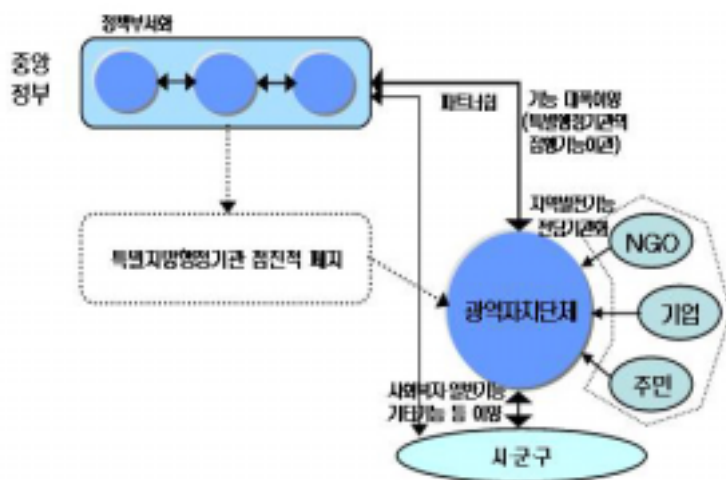 정책부서화
중앙
정부
파트너쉽
기능 대폭이양
(특별행정기관의
집행기능이관)
지역발전기능
전담기관화
NGO
특별지방행정기관 점진적 폐지
광역자치단체
기업
주민
사회복지·일반기능
기타기능 등 이양
시·군·구